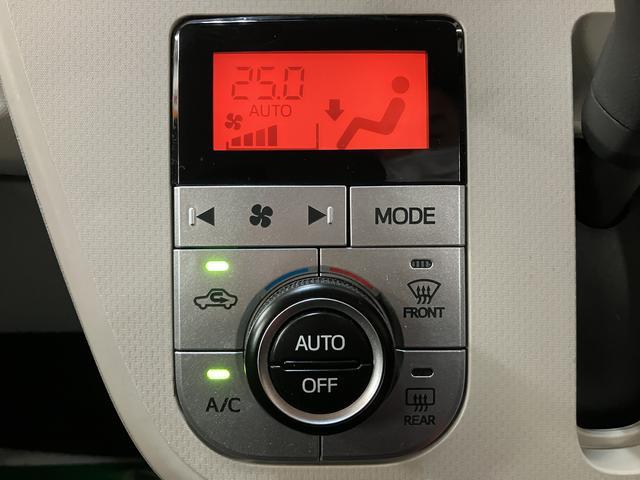 25.0
AUTO
MODE
FRONT
AUTO
OFF
A/C
REAR